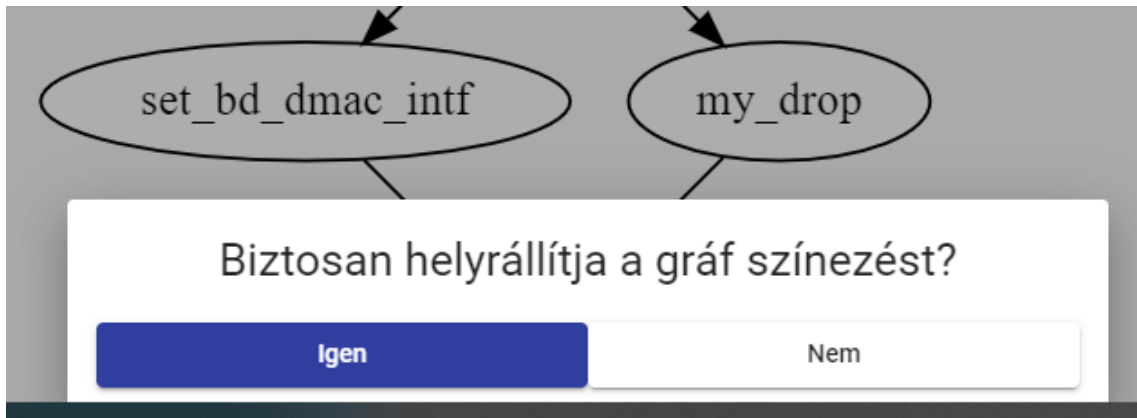 set_bd_dmac_intf my_drop
Biztosan helyrállítja a gráf színezést?
Igen Nem